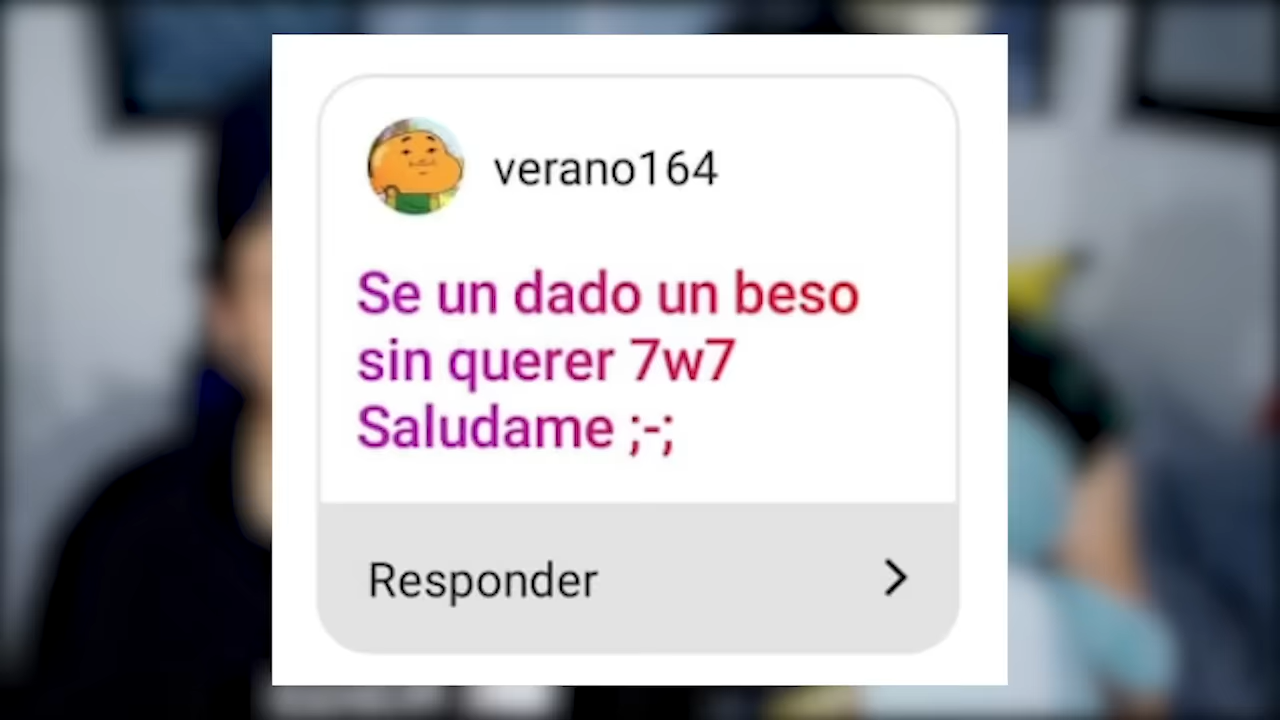 verano164
Se un dado un beso
sin querer 7w7
Saludame ;-;
Responder